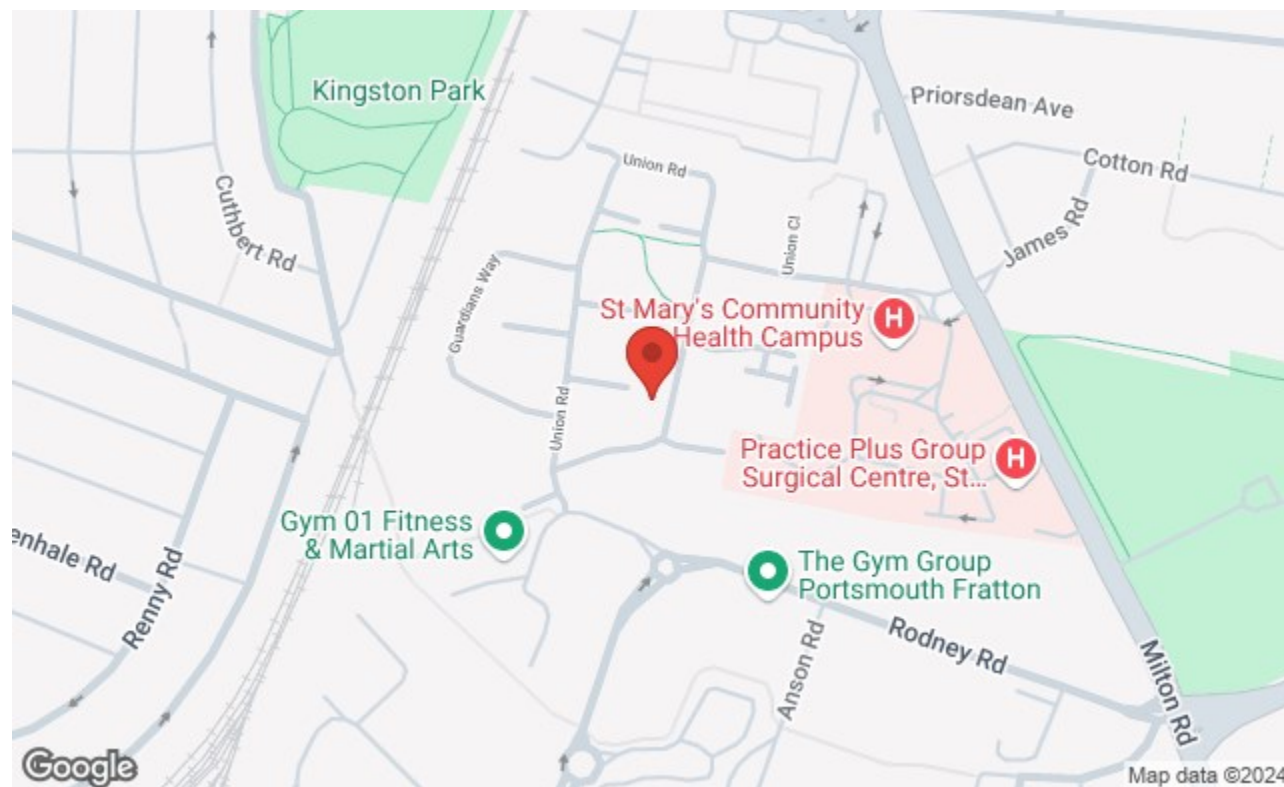 Kingston Park
Priorsdean Ave
Cotton Rd
Union Rd
Cuthbert Rd
James Rd
Union Cl
Guardians Way
St Mary's Community
Health Campus
H
Union Rd
Practice Plus Group
Surgical Centre, St...
H
Gym 01 Fitness
& Martial Arts
enhale Rd
Renny Rd
The Gym Group
Portsmouth Fratton
Rodney Rd
Anson Rd
Milton Rd
Google
Map data ©2024